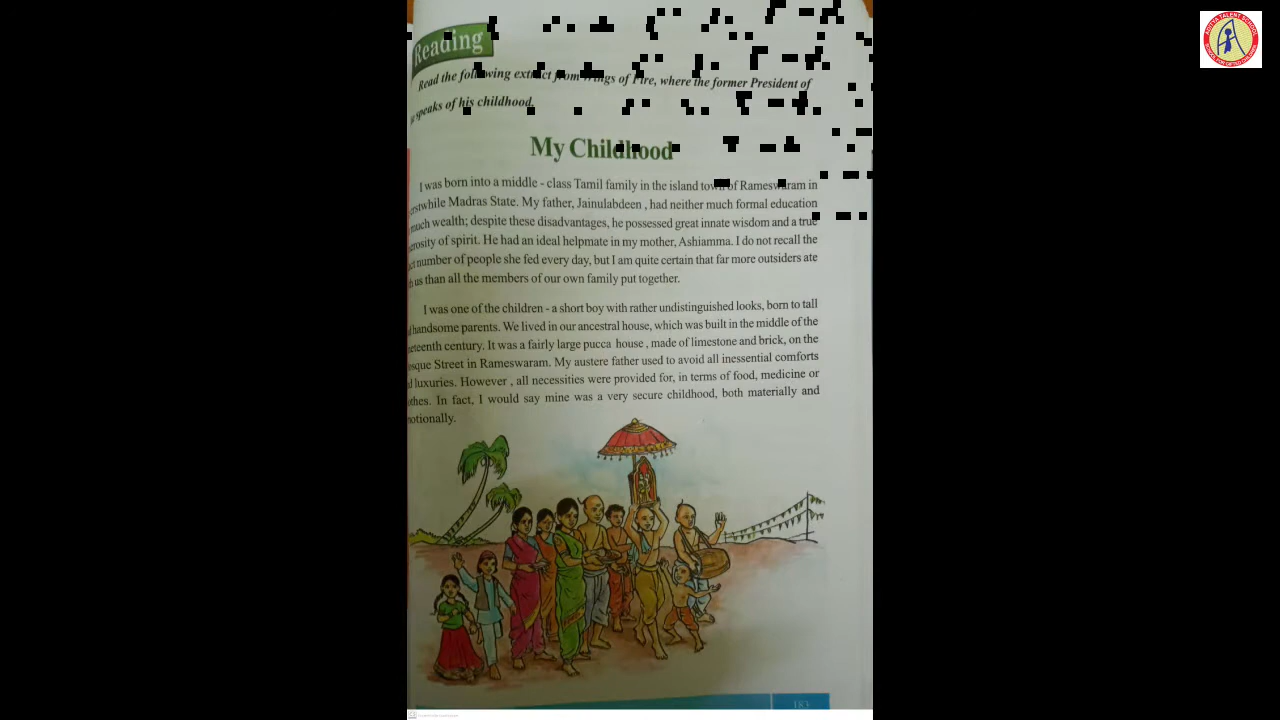 Reading
Read the following extract from Wings of Fire, where the former President of
speaks of his childhood.
My Childhood
I was born into a middle - class Tamil family in the island town of Rameswaram in
erstwhile Madras State. My father, Jainulabdeen , had neither much formal education
much wealth; despite these disadvantages, he possessed great innate wisdom and a true
erosity of spirit. He had an ideal helpmate in my mother, Ashiamma. I do not recall the
number of people she fed every day, but I am quite certain that far more outsiders ate
us than all the members of our own family put together.
I was one of the children - a short boy with rather undistinguished looks, born to tall
handsome parents. We lived in our ancestral house, which was built in the middle of the
neteenth century. It was a fairly large pucca house , made of limestone and brick, on the
osque Street in Rameswaram. My austere father used to avoid all inessential comforts
d luxuries. However , all necessities were provided for, in terms of food, medicine or
othes. In fact, I would say mine was a very secure childhood, both materially and
motionally.
183